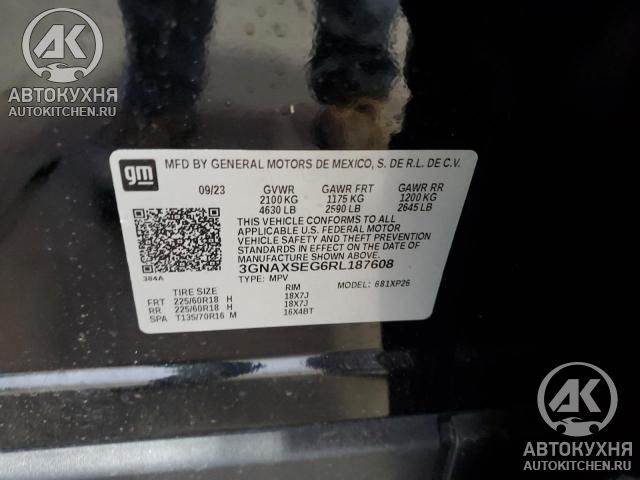 AK
АВТОКУХНЯ
AUTOKITCHEN.RU
gm
MFD BY GENERAL MOTORS DE MEXICO, S. DE R.L. DE C.V.
09/23 GVWR GAWR FRT GAWR RR
2100 KG 1175 KG 1200 KG
4630 LB 2590 LB 2645 LB
THIS VEHICLE CONFORMS TO ALL
APPLICABLE U.S. FEDERAL MOTOR
VEHICLE SAFETY AND THEFT PREVENTION
STANDARDS IN EFFECT ON THE DATE OF
MANUFACTURE SHOWN ABOVE.
384A 3GNAXSEG6RL187608
TYPE: MPV MODEL: 681XP26
TIRE SIZE RIM
FRT 225/60R18 H 18X7J
RR 225/60R18 H 18X7J
SPA T135/70R16 M 16X4BT
AK
АВТОКУХНЯ
AUTOKITCHEN.RU